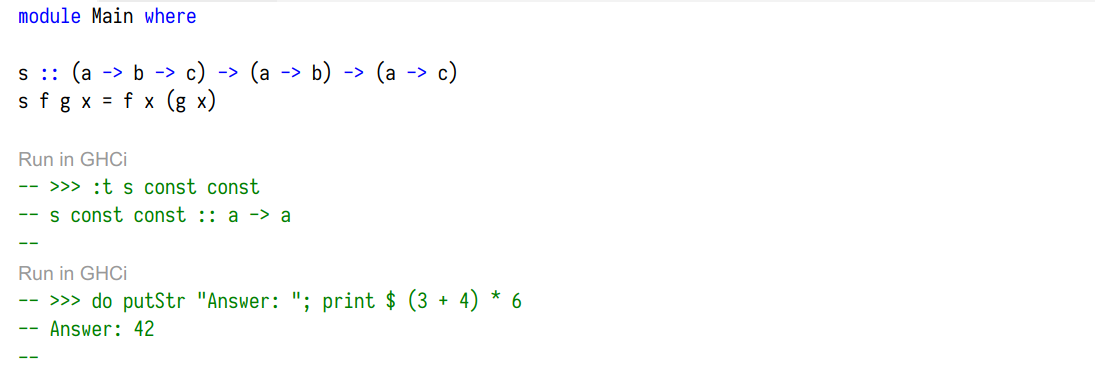 module Main where
s :: (a -> b -> c) -> (a -> b) -> (a -> c)
s f g x = f x (g x)
Run in GHCi
-- >>> :t s const const
-- s const const :: a -> a
--
Run in GHCi
-- >>> do putStr "Answer: "; print $ (3 + 4) * 6
-- Answer: 42
--